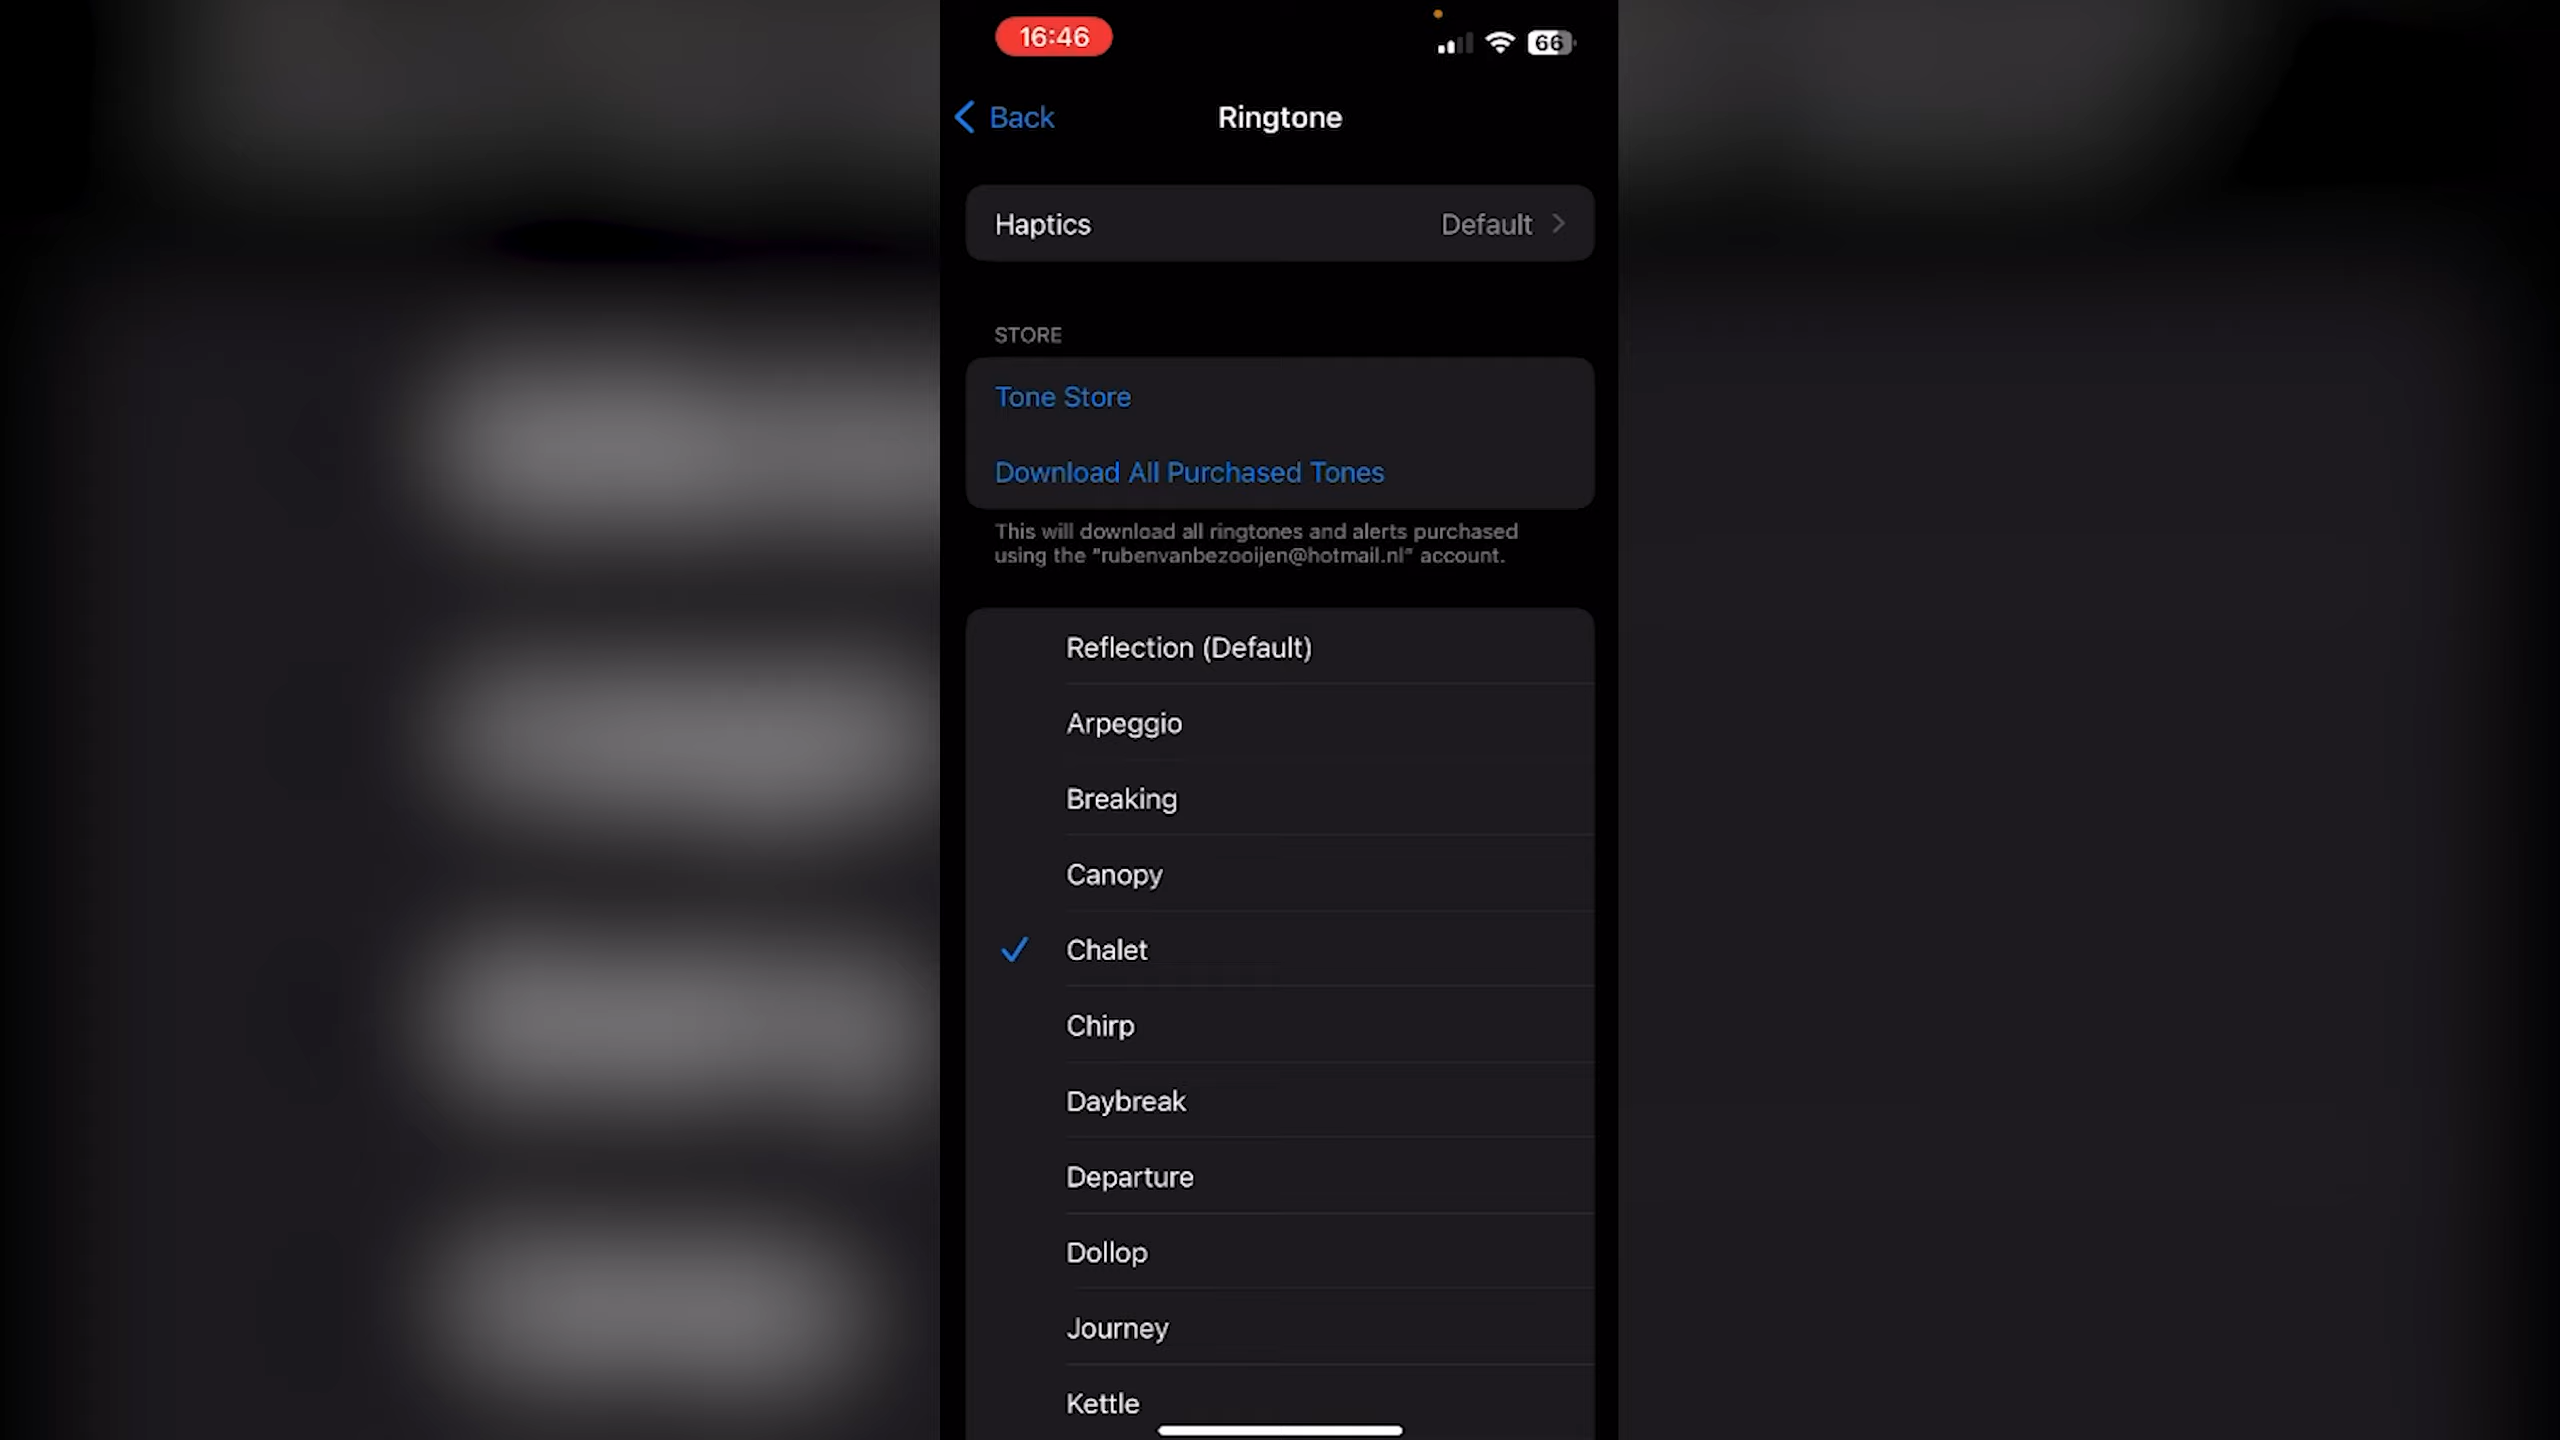 16:46
66
Back
Ringtone
Haptics
Default
STORE
Tone Store
Download All Purchased Tones
This will download all ringtones and alerts purchased
using the "rubenvanbezooijen@hotmail.nl" account.
Reflection (Default)
Arpeggio
Breaking
Canopy
Chalet
Chirp
Daybreak
Departure
Dollop
Journey
Kettle